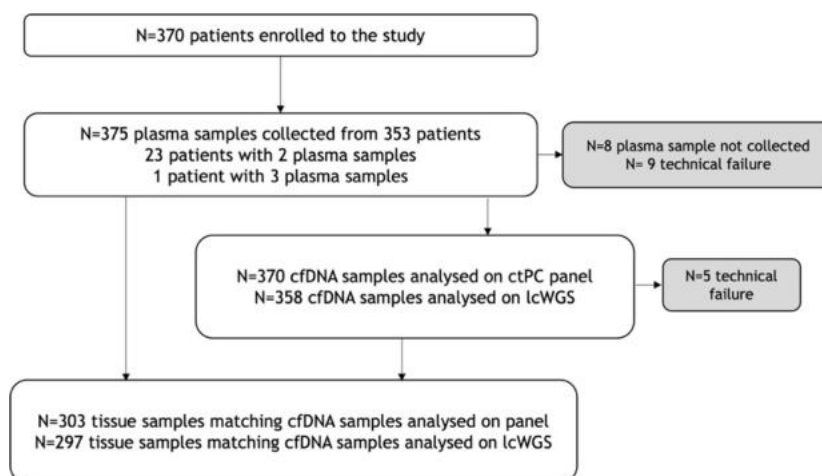 N=370 patients enrolled to the study
N=375 plasma samples collected from 353 patients
23 patients with 2 plasma samples
1 patient with 3 plasma samples
N=8 plasma sample not collected
N= 9 technical failure
N=370 cfDNA samples analysed on ctPC panel
N=358 cfDNA samples analysed on lcWGS
N=5 technical
failure
N=303 tissue samples matching cfDNA samples analysed on panel
N=297 tissue samples matching cfDNA samples analysed on lcWGS